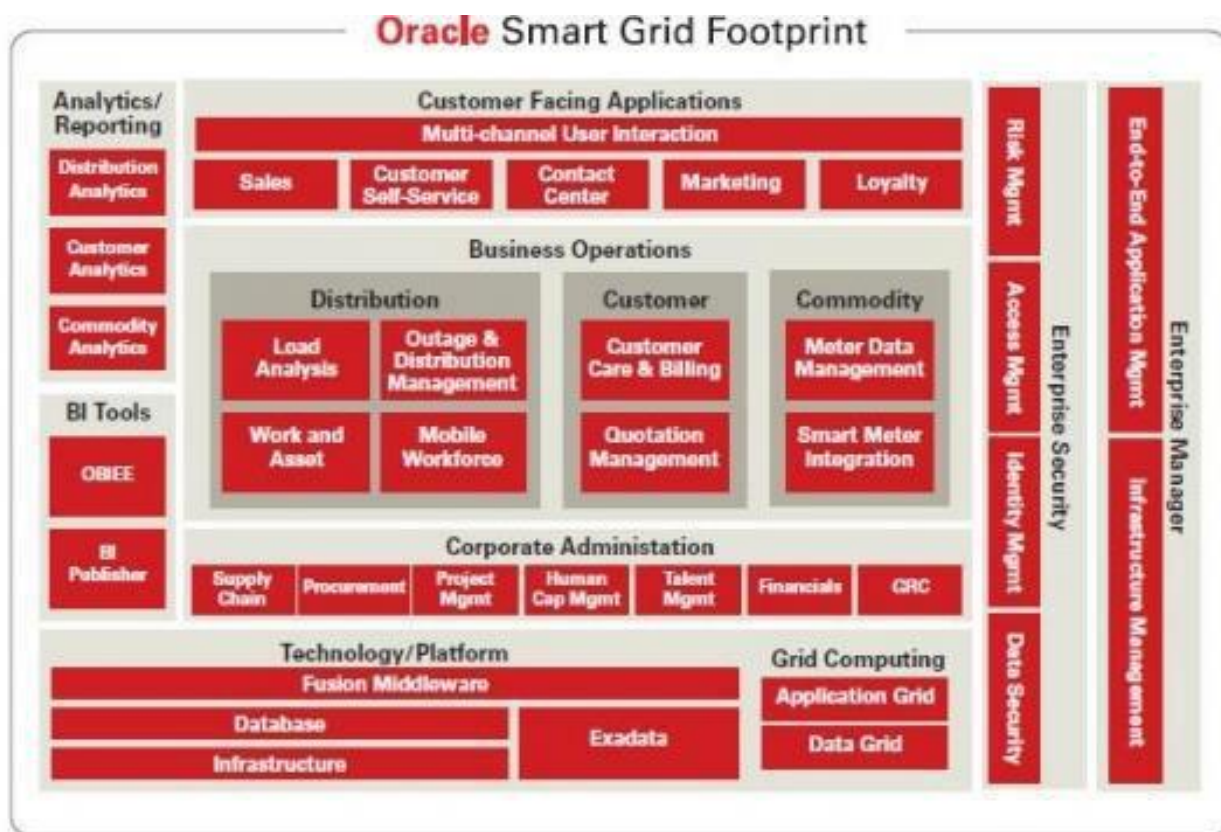 Oracle Smart Grid Footprint
Analytics/
Reporting
Distribution
Analytics
Customer
Analytics
Commodity
Analytics
BI Tools
OBIEE
BI
Publisher
Customer Facing Applications
Multi-channel User Interaction
Sales
Customer
Self-Service
Contact
Center
Marketing
Loyalty
Business Operations
Distribution
Load
Analysis
Outage &
Distribution
Management
Work and
Asset
Mobile
Workforce
Customer
Customer
Care & Billing
Quotation
Management
Commodity
Meter Data
Management
Smart Meter
Integration
Corporate Administation
Supply
Chain
Procurement
Project
Mgmt
Human
Cap Mgmt
Talent
Mgmt
Financials
GRC
Technology/Platform
Fusion Middleware
Database
Infrastructure
Exadata
Grid Computing
Application Grid
Data Grid
Risk Mgmt
Access Mgmt
Identity Mgmt
Data Security
Enterprise Security
End-to-End Application Mgmt
Infrastructure Management
Enterprise Manager